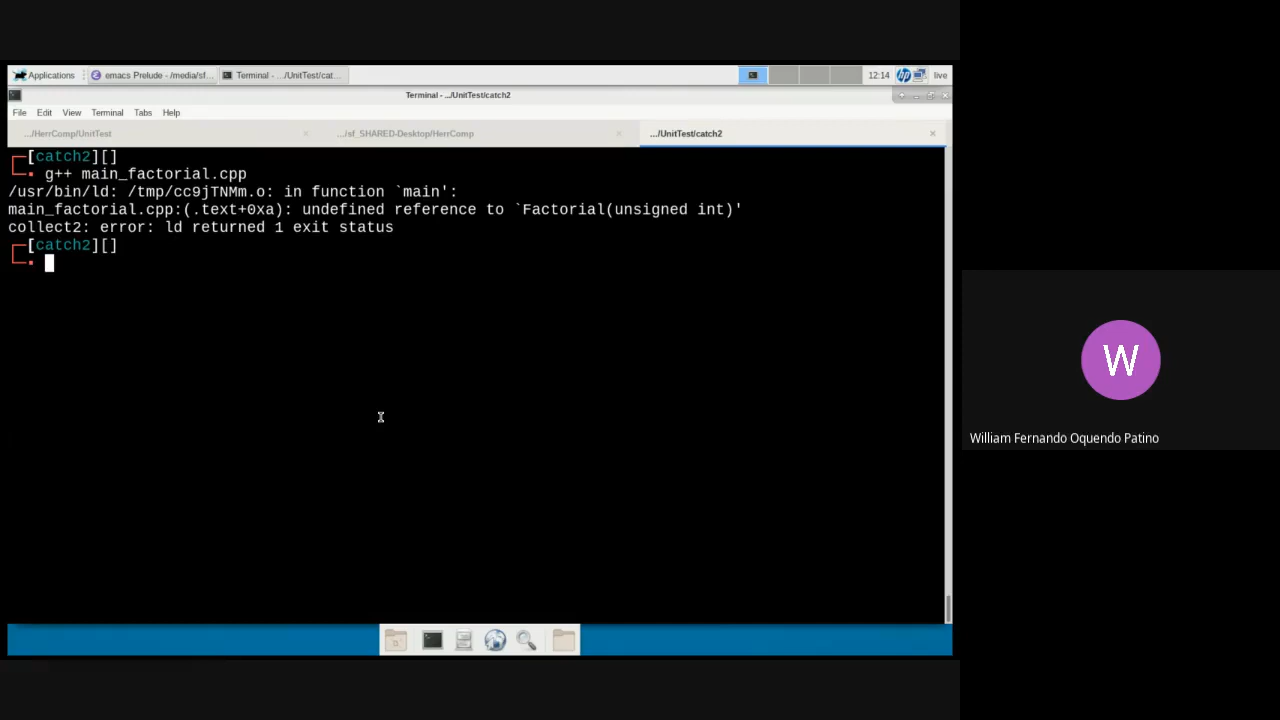 Applications
emacs Prelude - /media/sf...
Terminal - .../UnitTest/cat...
12:14
hp
live
Terminal - .../UnitTest/catch2
File Edit View Terminal Tabs Help
.../HerrComp/UnitTest
.../sf_SHARED-Desktop/HerrComp
.../UnitTest/catch2
[catch2][]
g++ main_factorial.cpp
/usr/bin/ld: /tmp/cc9jTNMm.o: in function `main':
main_factorial.cpp:(.text+0xa): undefined reference to `Factorial(unsigned int)'
collect2: error: ld returned 1 exit status
[catch2][]
W
William Fernando Oquendo Patino